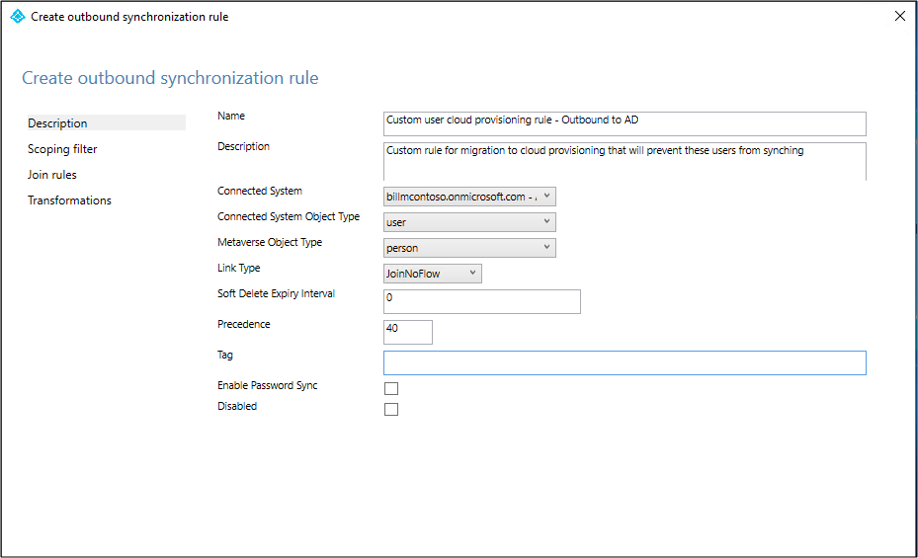 Create outbound synchronization rule
Create outbound synchronization rule
Description
Scoping filter
Join rules
Transformations
Name
Custom user cloud provisioning rule - Outbound to AD
Description
Custom rule for migration to cloud provisioning that will prevent these users from synching
Connected System
billmcontoso.onmicrosoft.com -
Connected System Object Type
user
Metaverse Object Type
person
Link Type
JoinNoFlow
Soft Delete Expiry Interval
0
Precedence
40
Tag
Enable Password Sync
Disabled